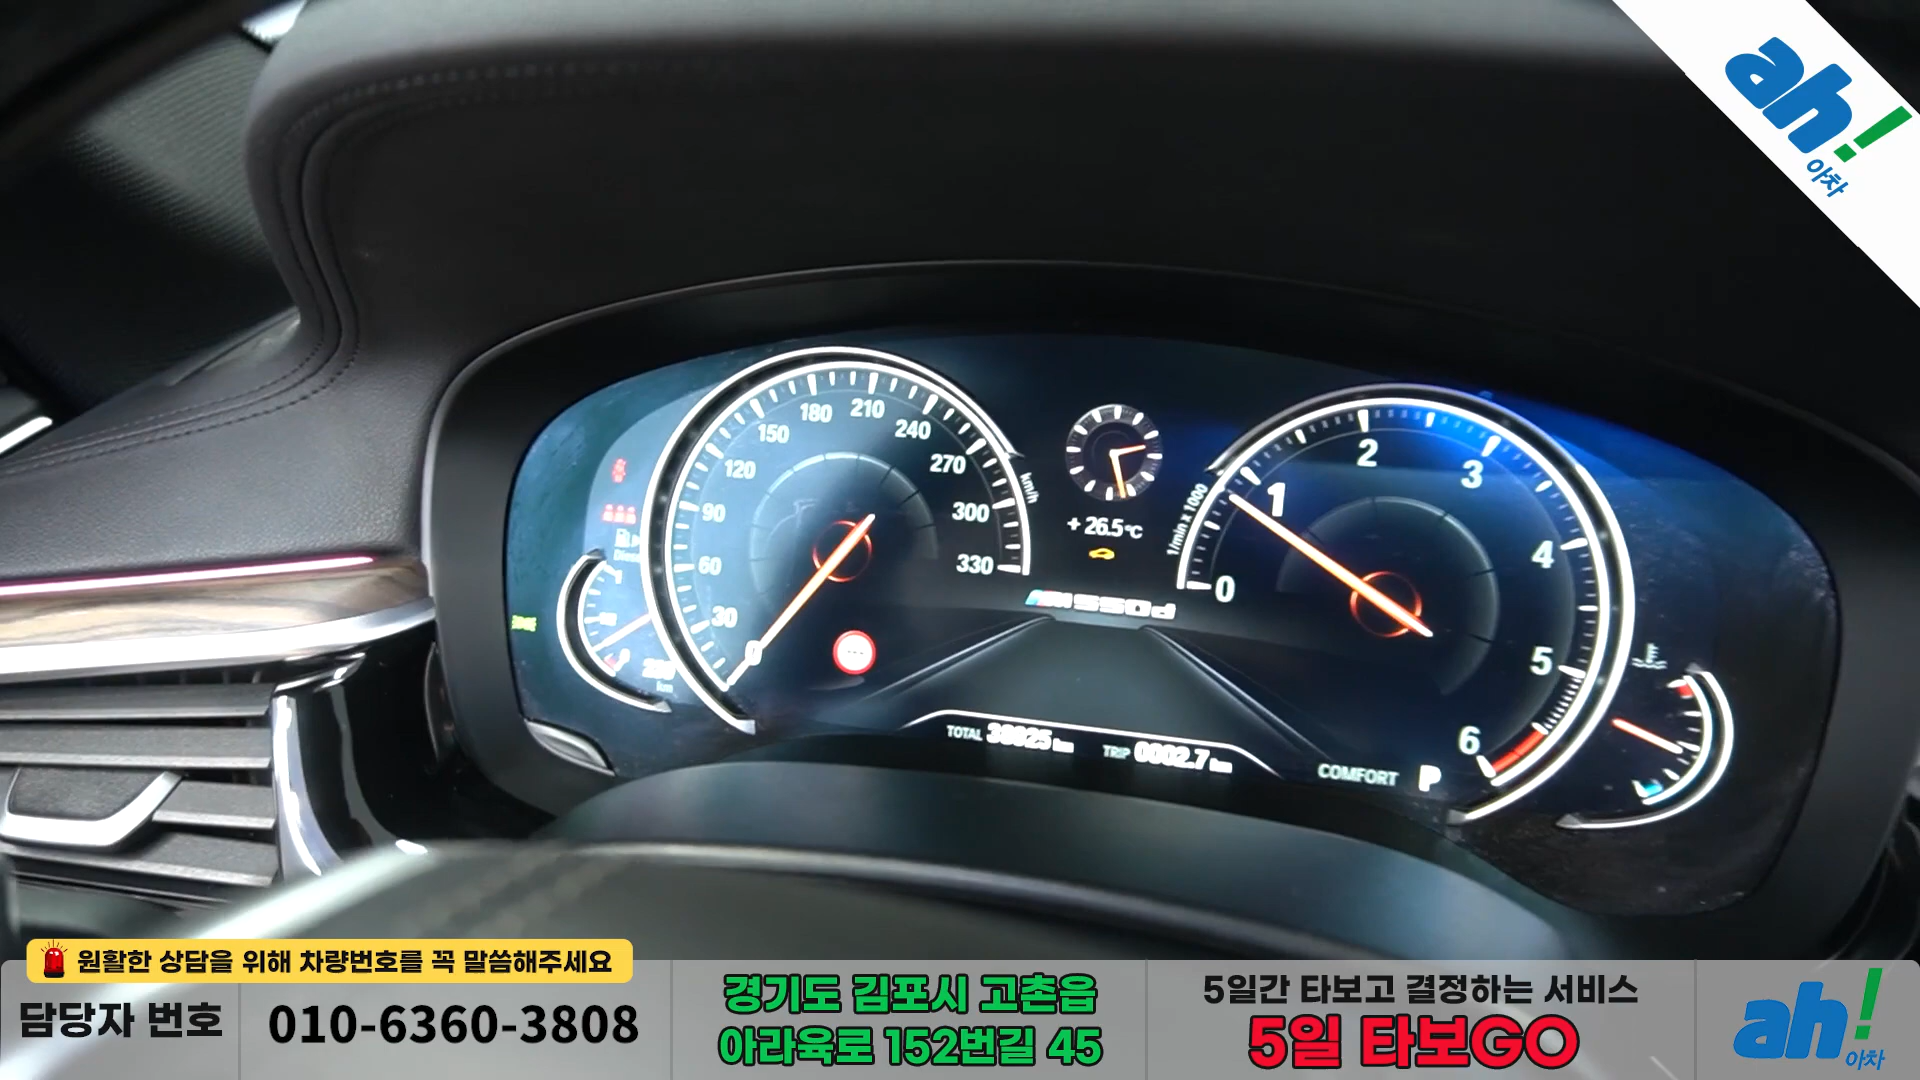 ah!
아차
180 210
150 240
120 270
90 300
60 330
30
0
km/h
+ 26.5 °C
1/min x 1000
0 1 2 3 4 5 6
M550d
TOTAL km
TRIP 0002.7 km
COMFORT P
원활한 상담을 위해 차량번호를 꼭 말씀해주세요
담당자 번호
010-6360-3808
경기도 김포시 고촌읍
아라육로 152번길 45
5일간 타보고 결정하는 서비스
5일 타보GO
ah!
아차